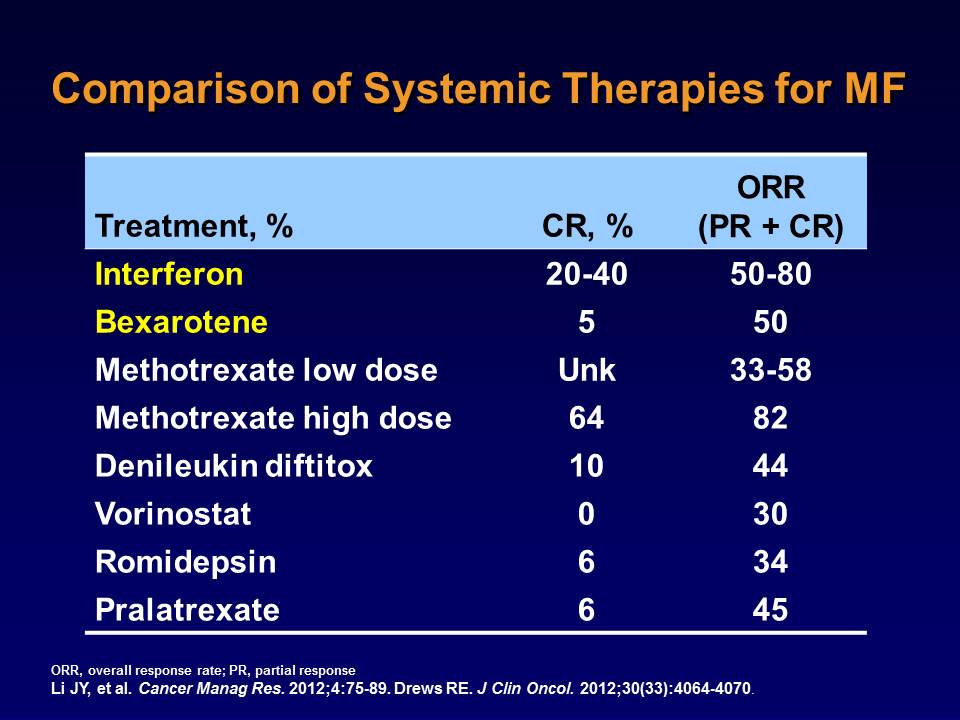 Comparison of Systemic Therapies for MF
ORR
Treatment, % CR, % (PR + CR)
Interferon 20-40 50-80
Bexarotene 5 50
Methotrexate low dose Unk 33-58
Methotrexate high dose 64 82
Denileukin diftitox 10 44
Vorinostat 0 30
Romidepsin 6 34
Pralatrexate 6 45
ORR, overall response rate; PR, partial response
Li JY, et al. Cancer Manag Res. 2012;4:75-89. Drews RE. J Clin Oncol. 2012;30(33):4064-4070.